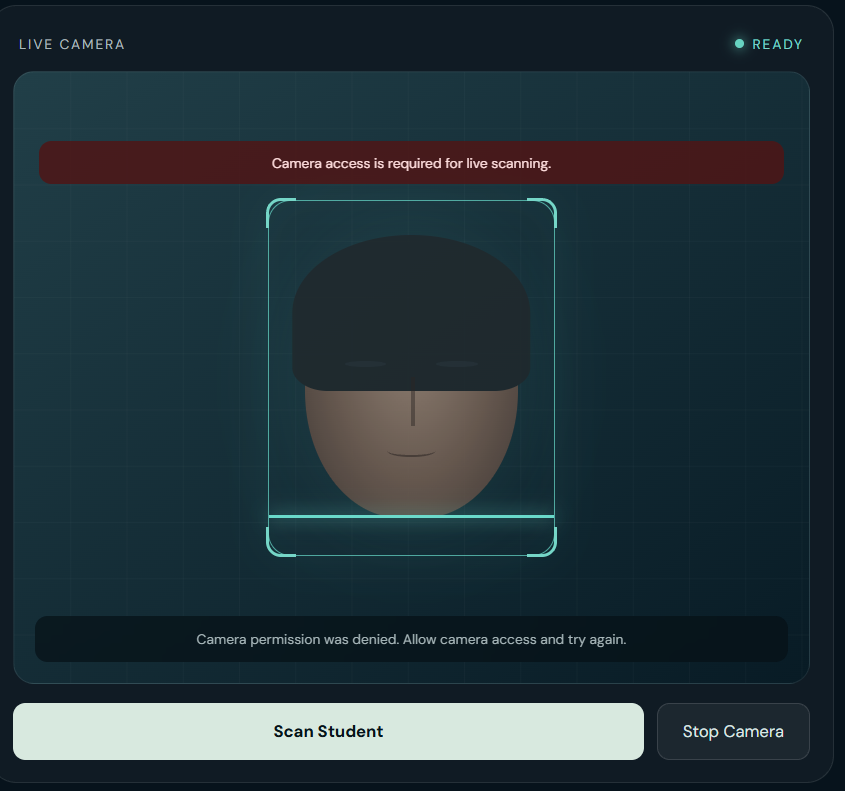 LIVE CAMERA
READY
Camera access is required for live scanning.
Camera permission was denied. Allow camera access and try again.
Scan Student
Stop Camera